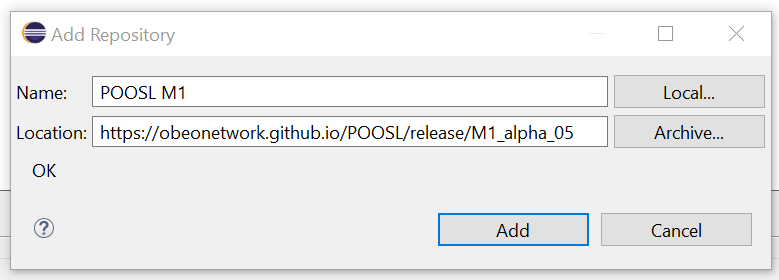 Add Repository
Name: POOSL M1 Local...
Location: https://obeonetwork.github.io/POOSL/release/M1_alpha_05 Archive...
OK
? Add Cancel